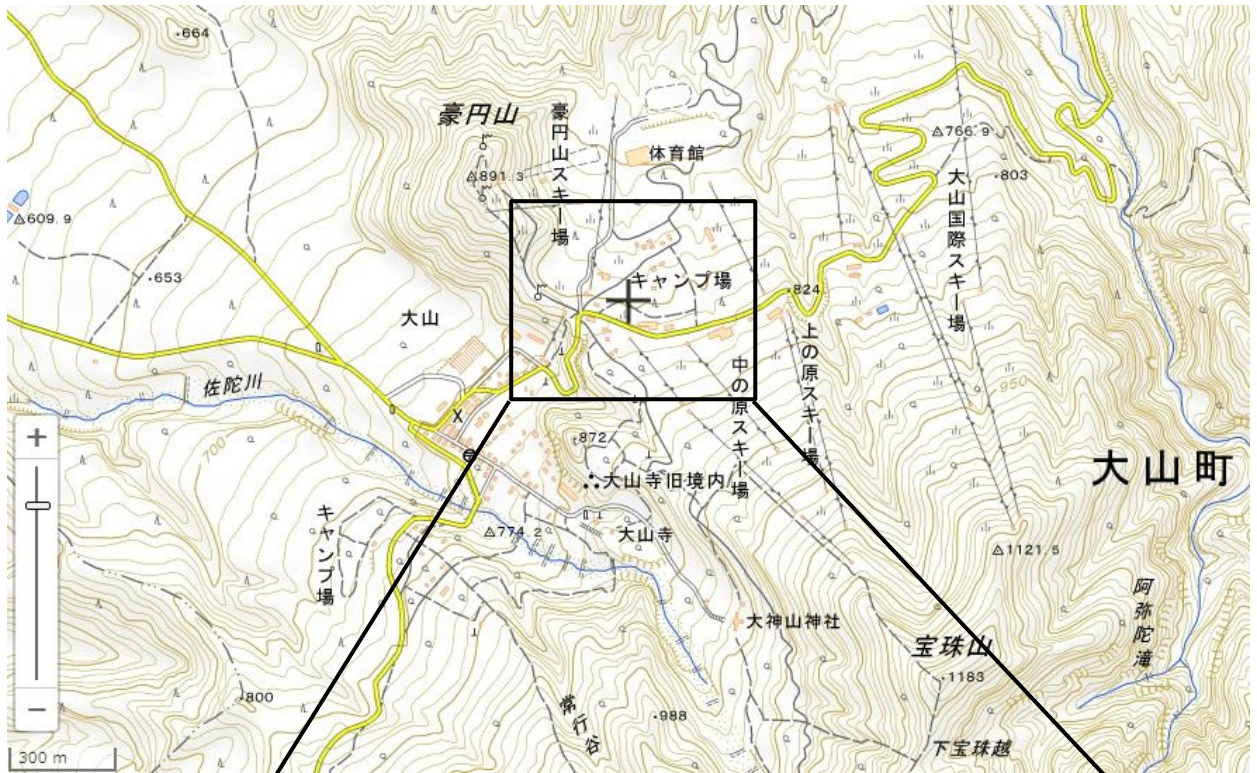 664
豪円山
豪円山スキー場
体育館
766.9
891.3
803
大山国際スキー場
609.9
653
キャンプ場
824
大山
上の原スキー場
中の原スキー場
950
佐陀川
+
872
700
大山寺旧境内
大山町
キャンプ場
774.2
大山寺
1121.5
阿弥陀滝
大神山神社
宝珠山
1183
800
988
常行谷
下宝珠越
−
300 m